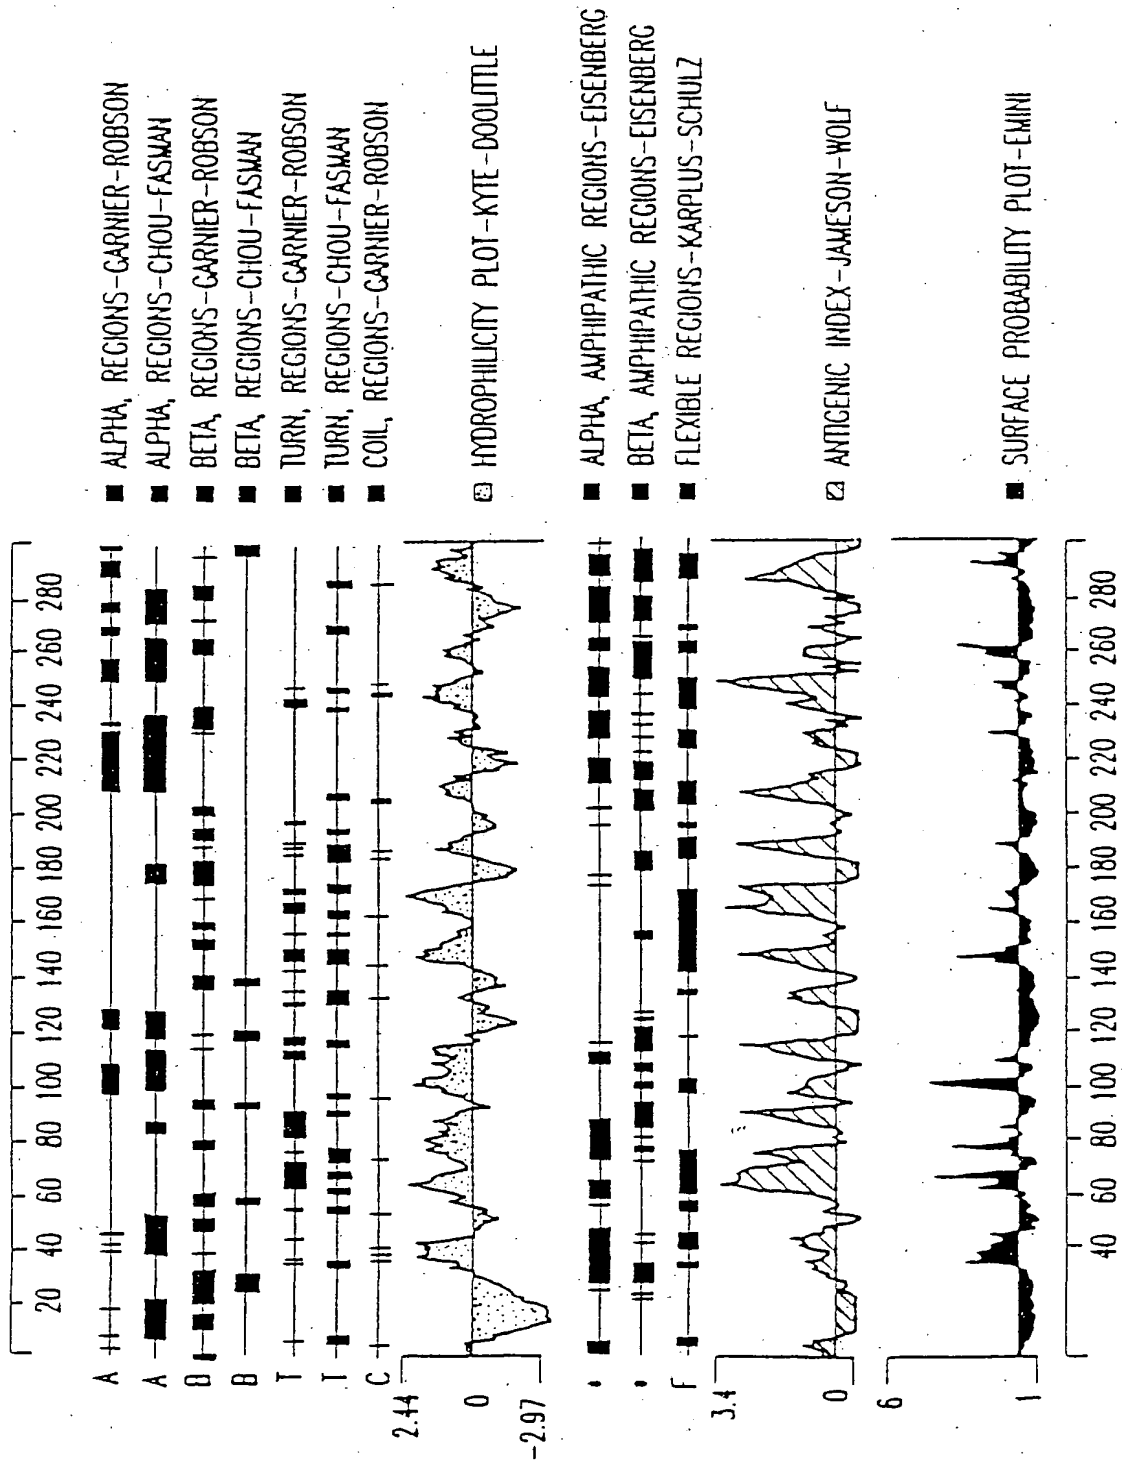 20 40 60 80 100 120 140 160 180 200 220 240 260 280
A ■ ALPHA, REGIONS-GARNIER-ROBSON
A ■ ALPHA, REGIONS-CHOU-FASMAN
B ■ BETA, REGIONS-GARNIER-ROBSON
B ■ BETA, REGIONS-CHOU-FASMAN
T ■ TURN, REGIONS-GARNIER-ROBSON
T ■ TURN, REGIONS-CHOU-FASMAN
C ■ COIL, REGIONS-GARNIER-ROBSON
2.44
0
-2.97
HYDROPHILICITY PLOT-KYTE-DOOLITTLE
■ ALPHA, AMPHIPATHIC REGIONS-EISENBERG
■ BETA, AMPHIPATHIC REGIONS-EISENBERG
F ■ FLEXIBLE REGIONS-KARPLUS-SCHULZ
3.4
0
ANTIGENIC INDEX-JAMESON-WOLF
6
1
■ SURFACE PROBABILITY PLOT-EMINI
40 60 80 100 120 140 160 180 200 220 240 260 280